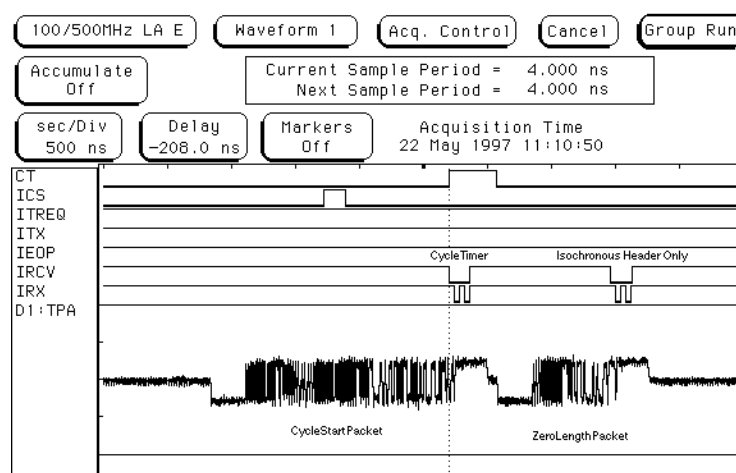 100/500MHz LA E Waveform 1 Acq. Control Cancel Group Run
Accumulate
Off
Current Sample Period = 4.000 ns
Next Sample Period = 4.000 ns
sec/Div
500 ns
Delay
-208.0 ns
Markers
Off
Acquisition Time
22 May 1997 11:10:50
CT
ICS
ITREQ
ITX
IEOP
IRCV
IRX
D1:TPA
CycleTimer
Isochronous Header Only
CycleStartPacket
ZeroLengthPacket